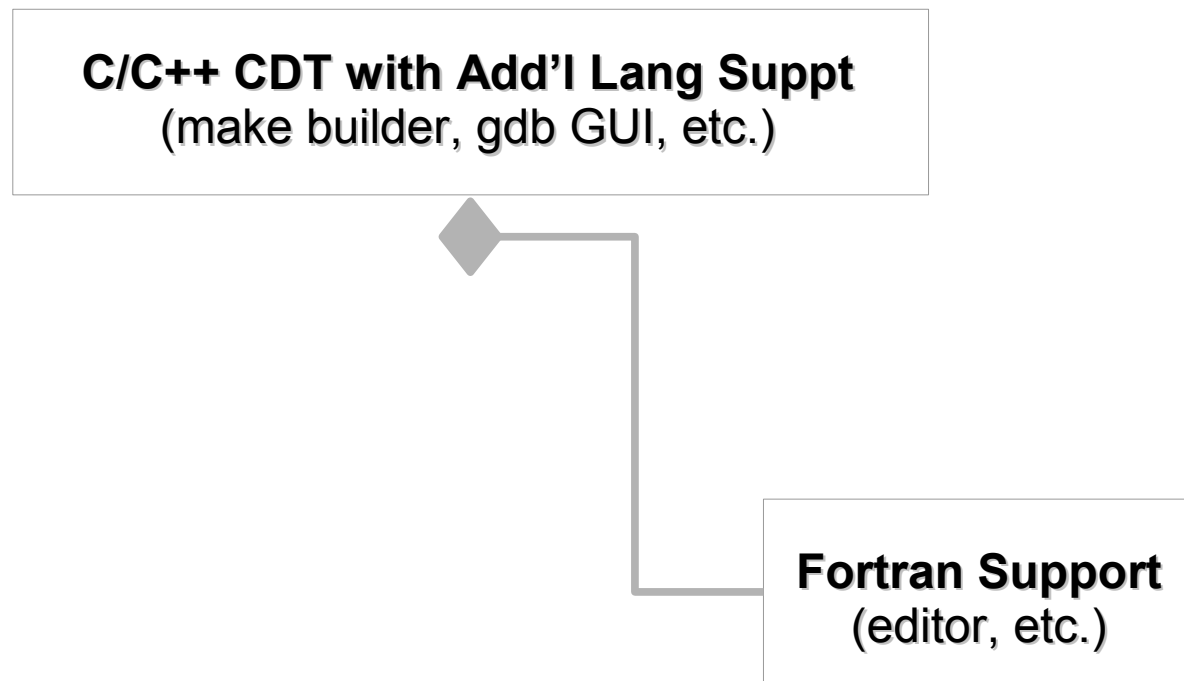 C/C++ CDT with Add’l Lang Suppt
(make builder, gdb GUI, etc.)
Fortran Support
(editor, etc.)